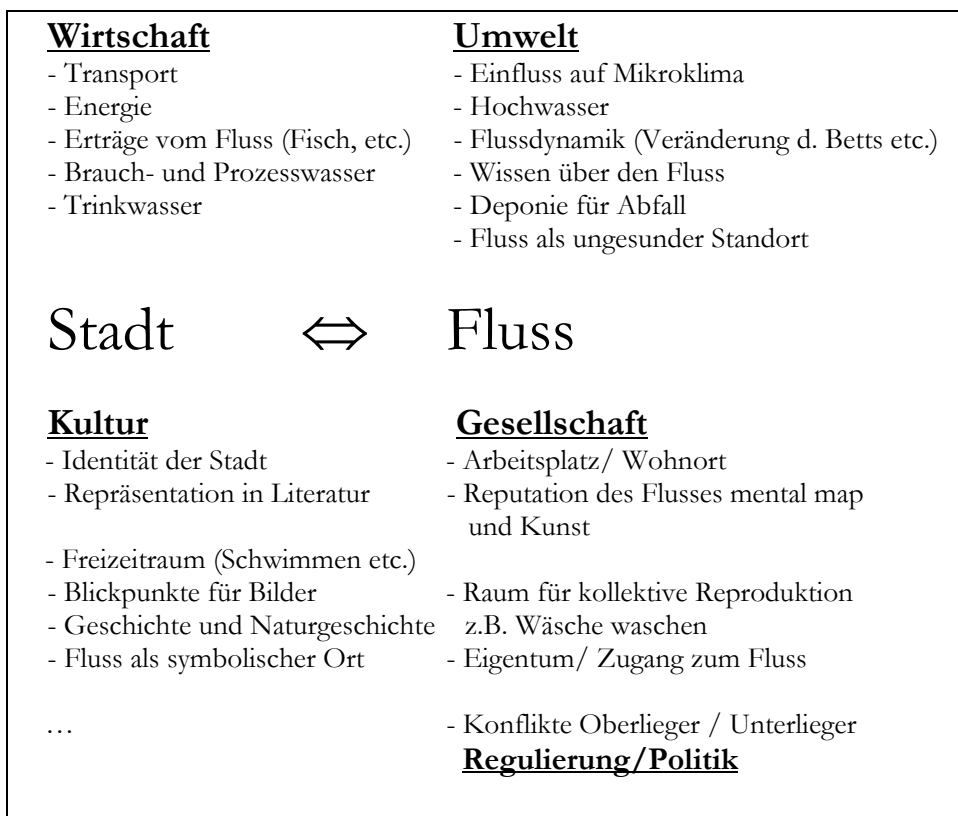 Wirtschaft
- Transport
- Energie
- Erträge vom Fluss (Fisch, etc.)
- Brauch- und Prozesswasser
- Trinkwasser
Umwelt
- Einfluss auf Mikroklima
- Hochwasser
- Flussdynamik (Veränderung d. Betts etc.)
- Wissen über den Fluss
- Deponie für Abfall
- Fluss als ungesunder Standort
Stadt ⇔ Fluss
Kultur
- Identität der Stadt
- Repräsentation in Literatur
- Freizeitraum (Schwimmen etc.)
- Blickpunkte für Bilder
- Geschichte und Naturgeschichte
- Fluss als symbolischer Ort
…
Gesellschaft
- Arbeitsplatz/ Wohnort
- Reputation des Flusses mental map
und Kunst
- Raum für kollektive Reproduktion
z.B. Wäsche waschen
- Eigentum/ Zugang zum Fluss
- Konflikte Oberlieger / Unterlieger
Regulierung/Politik